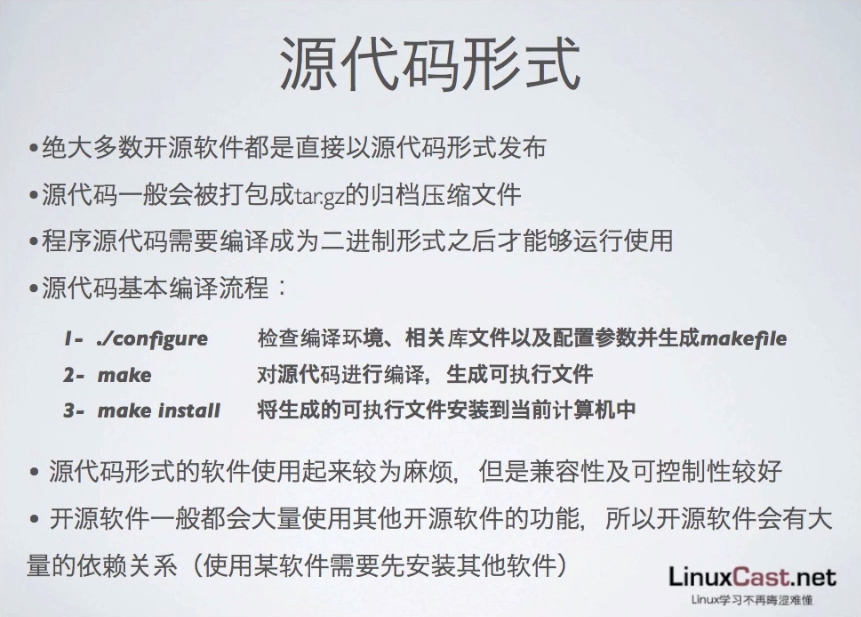 源代码形式
•绝大多数开源软件都是直接以源代码形式发布
•源代码一般会被打包成tar.gz的归档压缩文件
•程序源代码需要编译成为二进制形式之后才能够运行使用
•源代码基本编译流程：
1- ./configure 检查编译环境、相关库文件以及配置参数并生成makefile
2- make 对源代码进行编译，生成可执行文件
3- make install 将生成的可执行文件安装到当前计算机中
• 源代码形式的软件使用起来较为麻烦，但是兼容性及可控制性较好
• 开源软件一般都会大量使用其他开源软件的功能，所以开源软件会有大
量的依赖关系（使用某软件需要先安装其他软件）
LinuxCast.net
Linux学习不再晦涩难懂